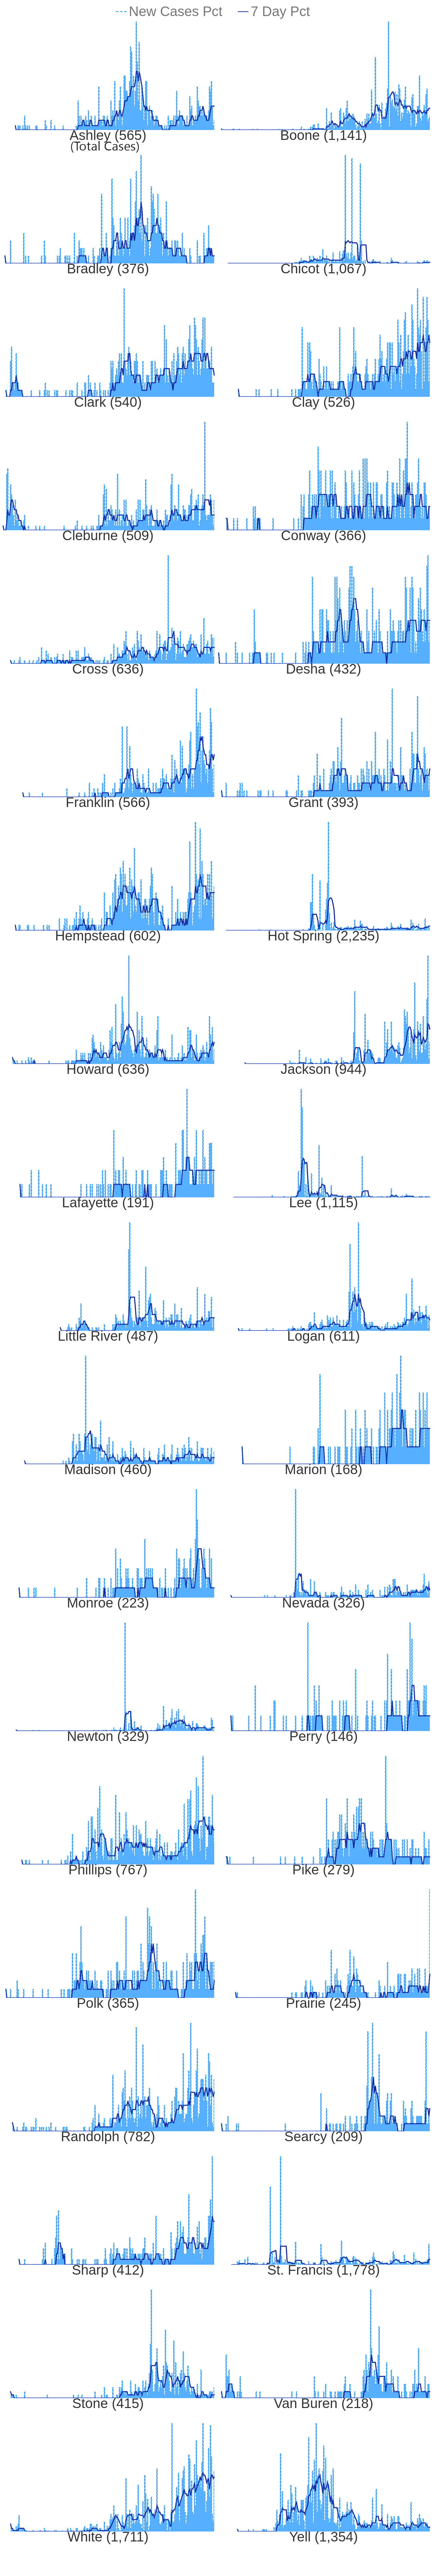 New Cases Pct 7 Day Pct
Ashley (565) Boone (1,141)
(Total Cases)
Bradley (376) Chicot (1,067)
Clark (540) Clay (526)
Cleburne (509) Conway (366)
Cross (636) Desha (432)
Franklin (566) Grant (393)
Hempstead (602) Hot Spring (2,235)
Howard (636) Jackson (944)
Lafayette (191) Lee (1,115)
Little River (487) Logan (611)
Madison (460) Marion (168)
Monroe (223) Nevada (326)
Newton (329) Perry (146)
Phillips (767) Pike (279)
Polk (365) Prairie (245)
Randolph (782) Searcy (209)
Sharp (412) St. Francis (1,778)
Stone (415) Van Buren (218)
White (1,711) Yell (1,354)